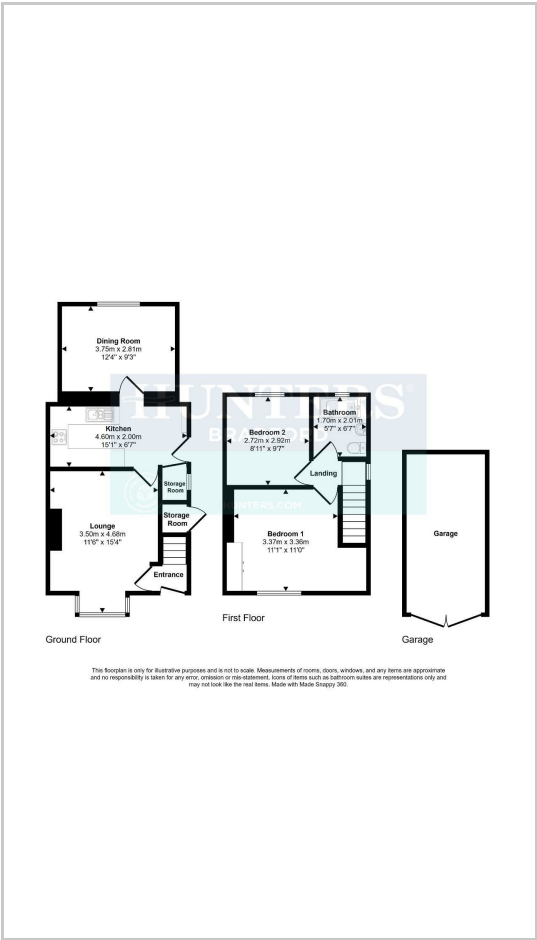 Dining Room
3.75m x 2.81m
12'4" x 9'3"
HUNTERS®
BRADFORD
HUNTERS.COM
Kitchen
4.60m x 2.00m
15'1" x 6'7"
Storage
Room
Storage
Room
Lounge
3.50m x 4.68m
11'6" x 15'4"
Entrance
Ground Floor
Bedroom 2
2.72m x 2.92m
8'11" x 9'7"
Bathroom
1.70m x 2.01m
5'7" x 6'7"
Landing
Bedroom 1
3.37m x 3.36m
11'1" x 11'0"
First Floor
Garage
Garage
This floorplan is only for illustrative purposes and is not to scale. Measurements of rooms, doors, windows, and any items are approximate
and no responsibility is taken for any error, omission or mis-statement. Icons of items such as bathroom suites are representations only and
may not look like the real items. Made with Made Snappy 360.